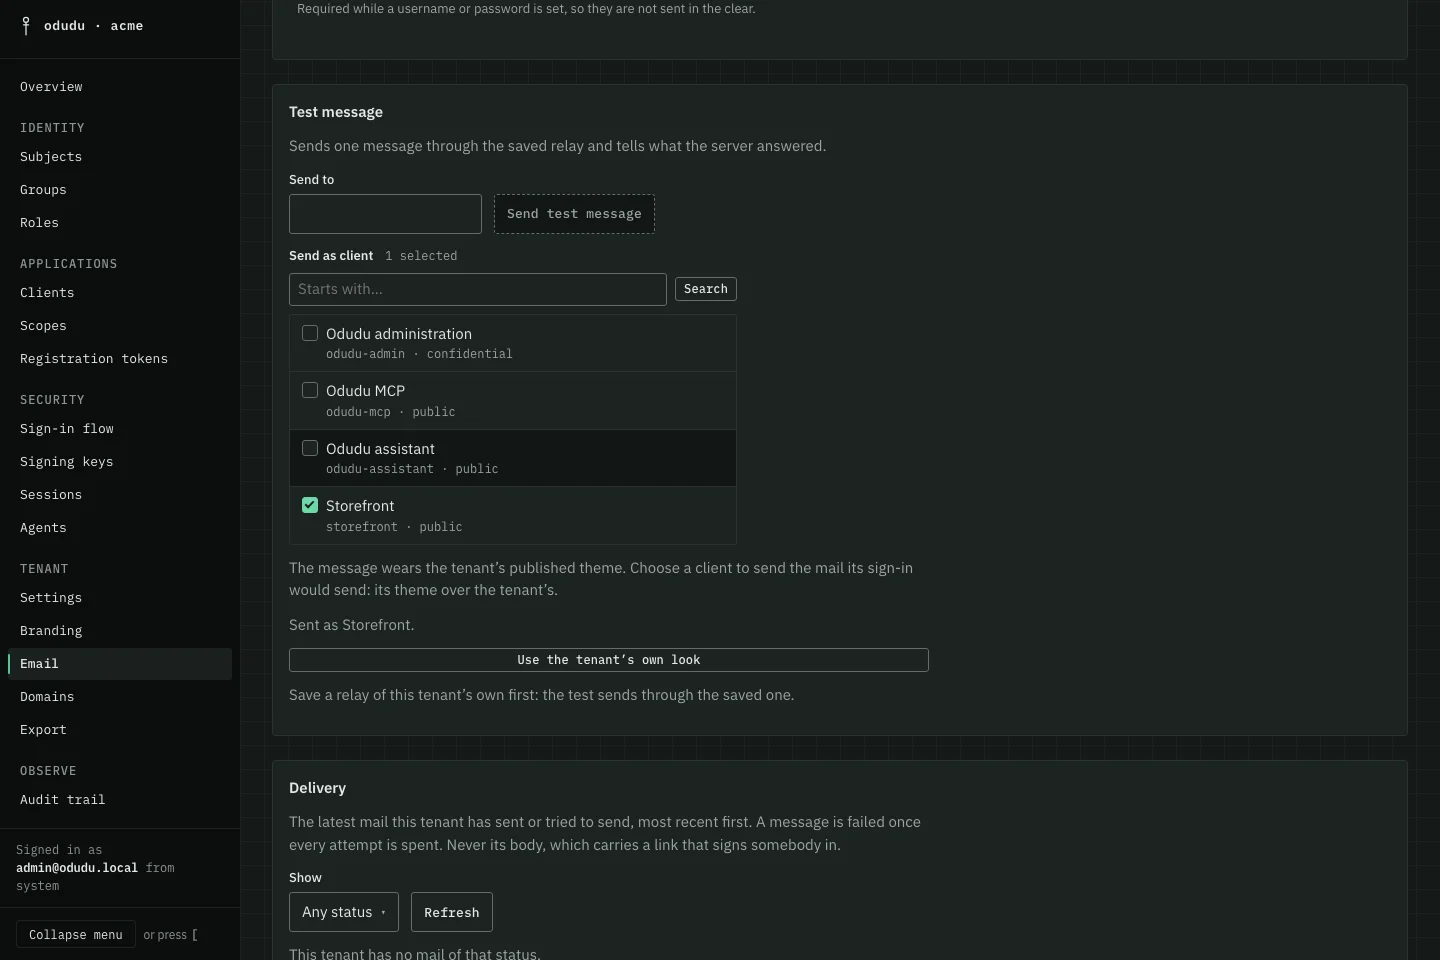 odudu · acme
Overview
IDENTITY
Subjects
Groups
Roles
APPLICATIONS
Clients
Scopes
Registration tokens
SECURITY
Sign-in flow
Signing keys
Sessions
Agents
TENANT
Settings
Branding
Email
Domains
Export
OBSERVE
Audit trail
Signed in as
admin@odudu.local from
system
Collapse menu or press [
Required while a username or password is set, so they are not sent in the clear.
Test message
Sends one message through the saved relay and tells what the server answered.
Send to
Send test message
Send as client 1 selected
Starts with...
Search
Odudu administration
odudu-admin · confidential
Odudu MCP
odudu-mcp · public
Odudu assistant
odudu-assistant · public
Storefront
storefront · public
The message wears the tenant’s published theme. Choose a client to send the mail its sign-in
would send: its theme over the tenant’s.
Sent as Storefront.
Use the tenant’s own look
Save a relay of this tenant’s own first: the test sends through the saved one.
Delivery
The latest mail this tenant has sent or tried to send, most recent first. A message is failed once
every attempt is spent. Never its body, which carries a link that signs somebody in.
Show
Any status
Refresh
This tenant has no mail of that status.